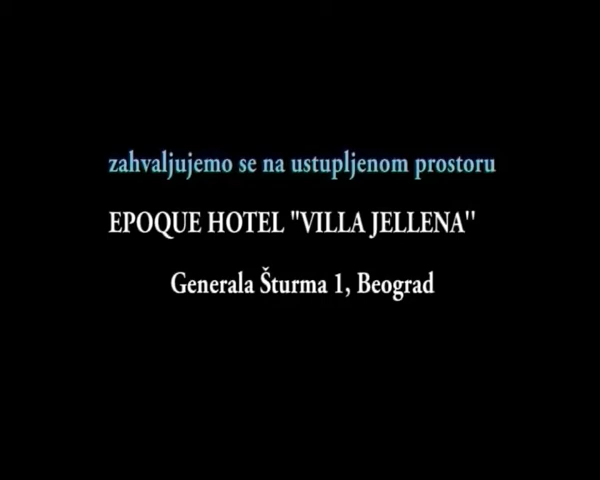 zahvaljujemo se na ustupljenom prostoru
EPOQUE HOTEL "VILLA JELLENA"
Generala Šturma 1, Beograd